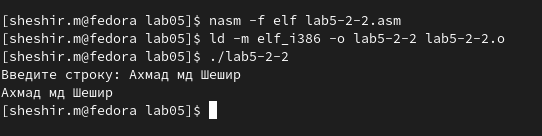 [sheshir.m@fedora lab05]$ nasm -f elf lab5-2-2.asm
[sheshir.m@fedora lab05]$ ld -m elf_i386 -o lab5-2-2 lab5-2-2.o
[sheshir.m@fedora lab05]$ ./lab5-2-2
Введите строку: Ахмад мд Шешир
Ахмад мд Шешир
[sheshir.m@fedora lab05]$